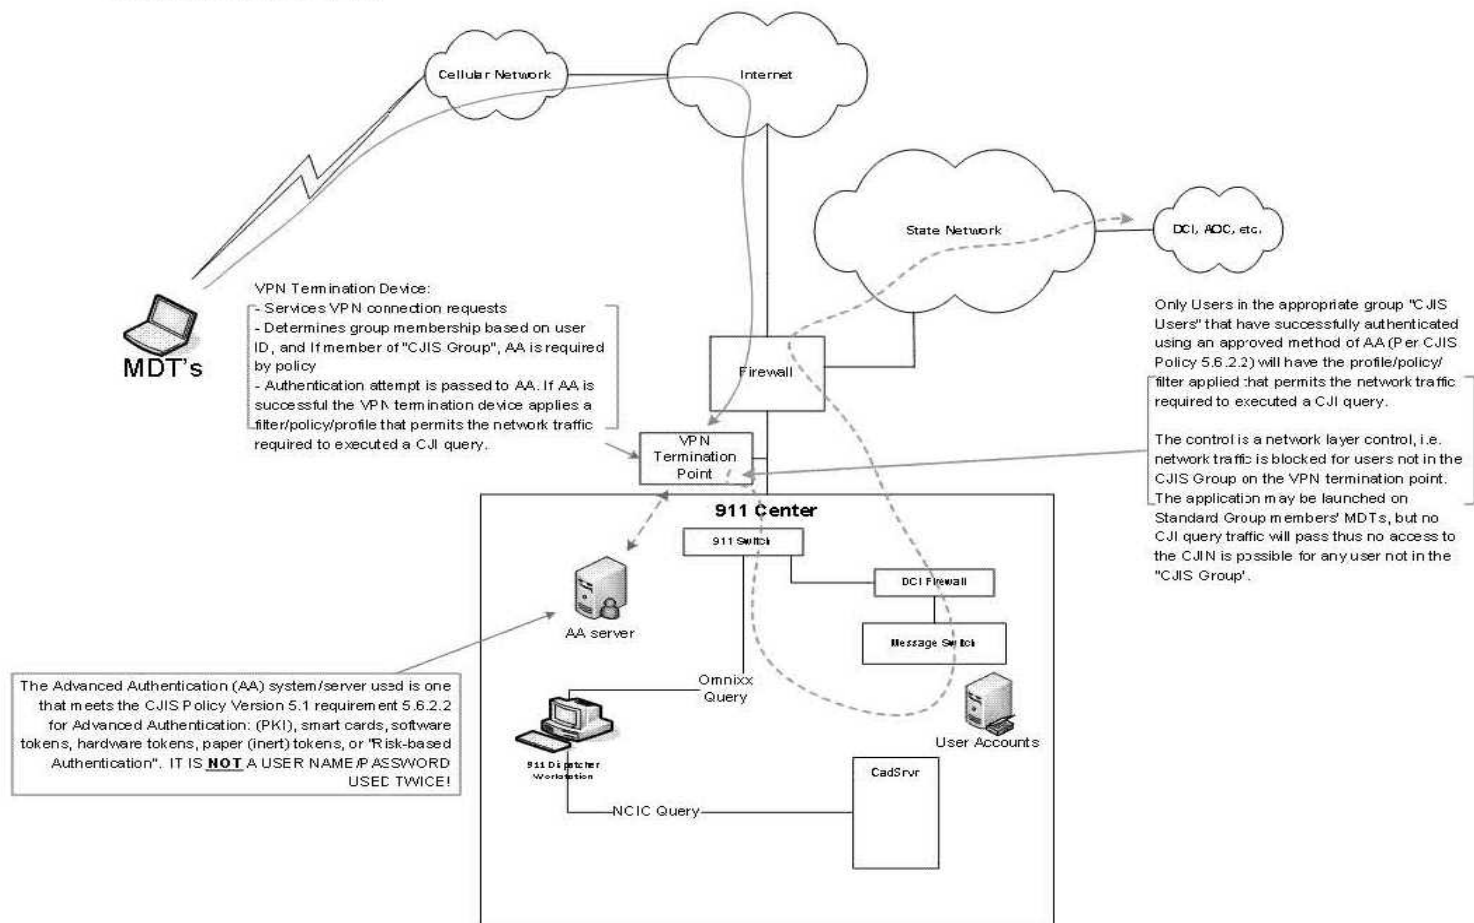 Cellular Network
Internet
State Network
DCI, AOC, etc.
MDT's
VPN Termination Device:
- Services VPN connection requests
- Determines group membership based on user
ID, and If member of "CJIS Group", AA is required
by policy
- Authentication attempt is passed to AA. If AA is
successful the VPN termination device applies a
filter/policy/profile that permits the network traffic
required to executed a CJI query.
Firewall
VPN
Termination
Point
Only Users in the appropriate group "CJIS
Users" that have successfully authenticated
using an approved method of AA (Per CJIS
Policy 5.6.2.2) will have the profile/policy/
filter applied that permits the network traffic
required to executed a CJI query.
The control is a network layer control, i.e.
network traffic is blocked for users not in the
CJIS Group on the VPN termination point.
The application may be launched on
Standard Group members' MDTs, but no
CJI query traffic will pass thus no access to
the CJIN is possible for any user not in the
"CJIS Group'.
911 Center
911 Switch
DCI Firewall
Message Switch
AA server
Omnixx
Query
User Accounts
The Advanced Authentication (AA) system/server used is one
that meets the CJIS Policy Version 5.1 requirement 5.6.2.2
for Advanced Authentication: (PKI), smart cards, software
tokens, hardware tokens, paper (inert) tokens, or "Risk-based
Authentication". IT IS NOT A USER NAME/PASSWORD
USED TWICE!
911 Dispatcher
Workstation
CadSrvr
NCIC Query